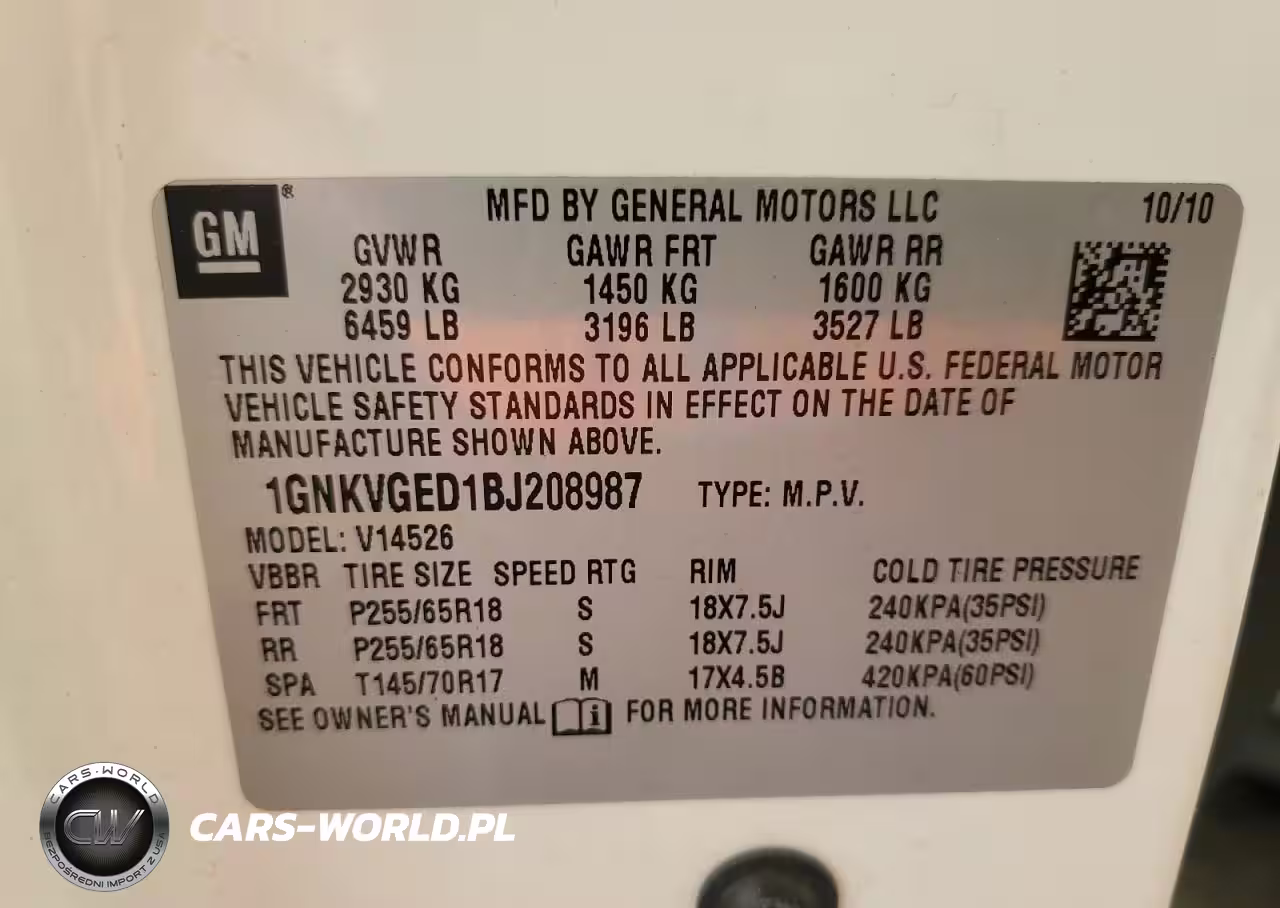 GM ®
MFD BY GENERAL MOTORS LLC 10/10
GVWR GAWR FRT GAWR RR
2930 KG 1450 KG 1600 KG
6459 LB 3196 LB 3527 LB
THIS VEHICLE CONFORMS TO ALL APPLICABLE U.S. FEDERAL MOTOR
VEHICLE SAFETY STANDARDS IN EFFECT ON THE DATE OF
MANUFACTURE SHOWN ABOVE.
1GNKVGED1BJ208987 TYPE: M.P.V.
MODEL: V14526
VBBR TIRE SIZE SPEED RTG RIM COLD TIRE PRESSURE
FRT P255/65R18 S 18X7.5J 240KPA(35PSI)
RR P255/65R18 S 18X7.5J 240KPA(35PSI)
SPA T145/70R17 M 17X4.5B 420KPA(60PSI)
SEE OWNER'S MANUAL i FOR MORE INFORMATION.
CARS-WORLD
CW
BEZPOŚREDNI IMPORT Z USA
CARS-WORLD.PL